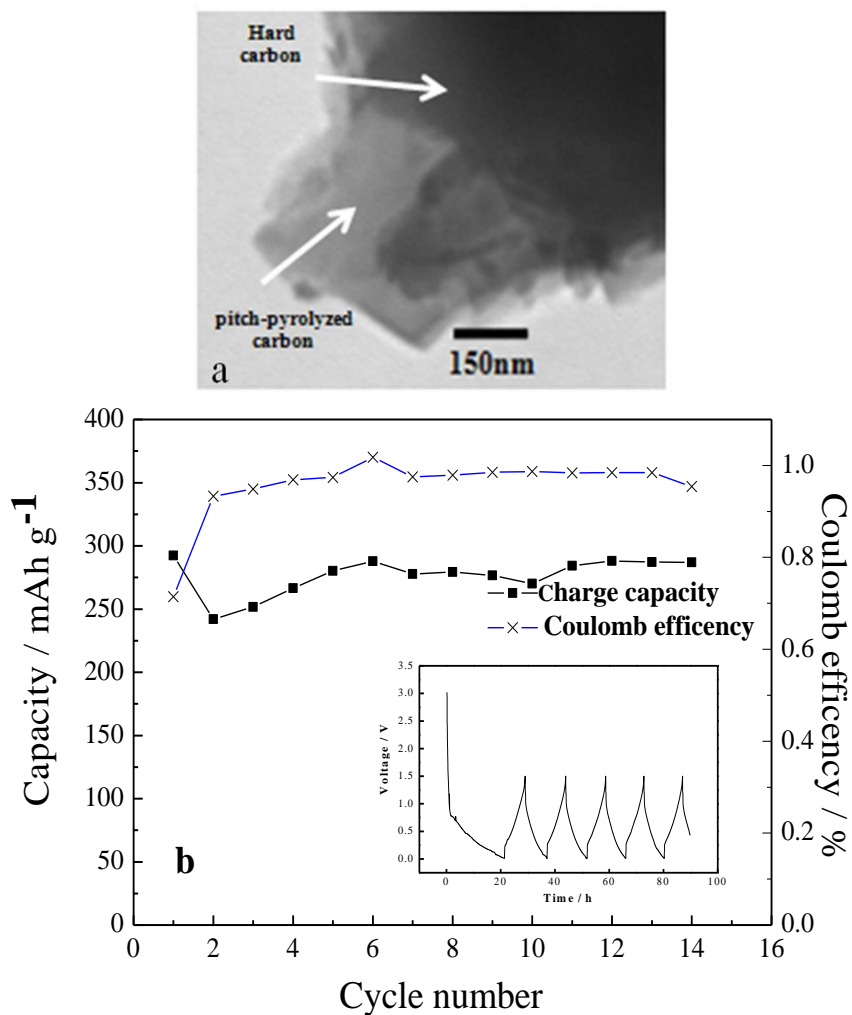 Hard
carbon
pitch-pyrolyzed
carbon
a
150nm
400
350
300
250
200
150
100
50
0
Capacity / mAh g-1
1.0
0.8
0.6
0.4
0.2
0.0
Coulomb efficency / %
Charge capacity
Coulomb efficency
3.5
3.0
2.5
2.0
1.5
1.0
0.5
0.0
Voltage / V
0 20 40 60 80 100
Time / h
b
0 2 4 6 8 10 12 14 16
Cycle number